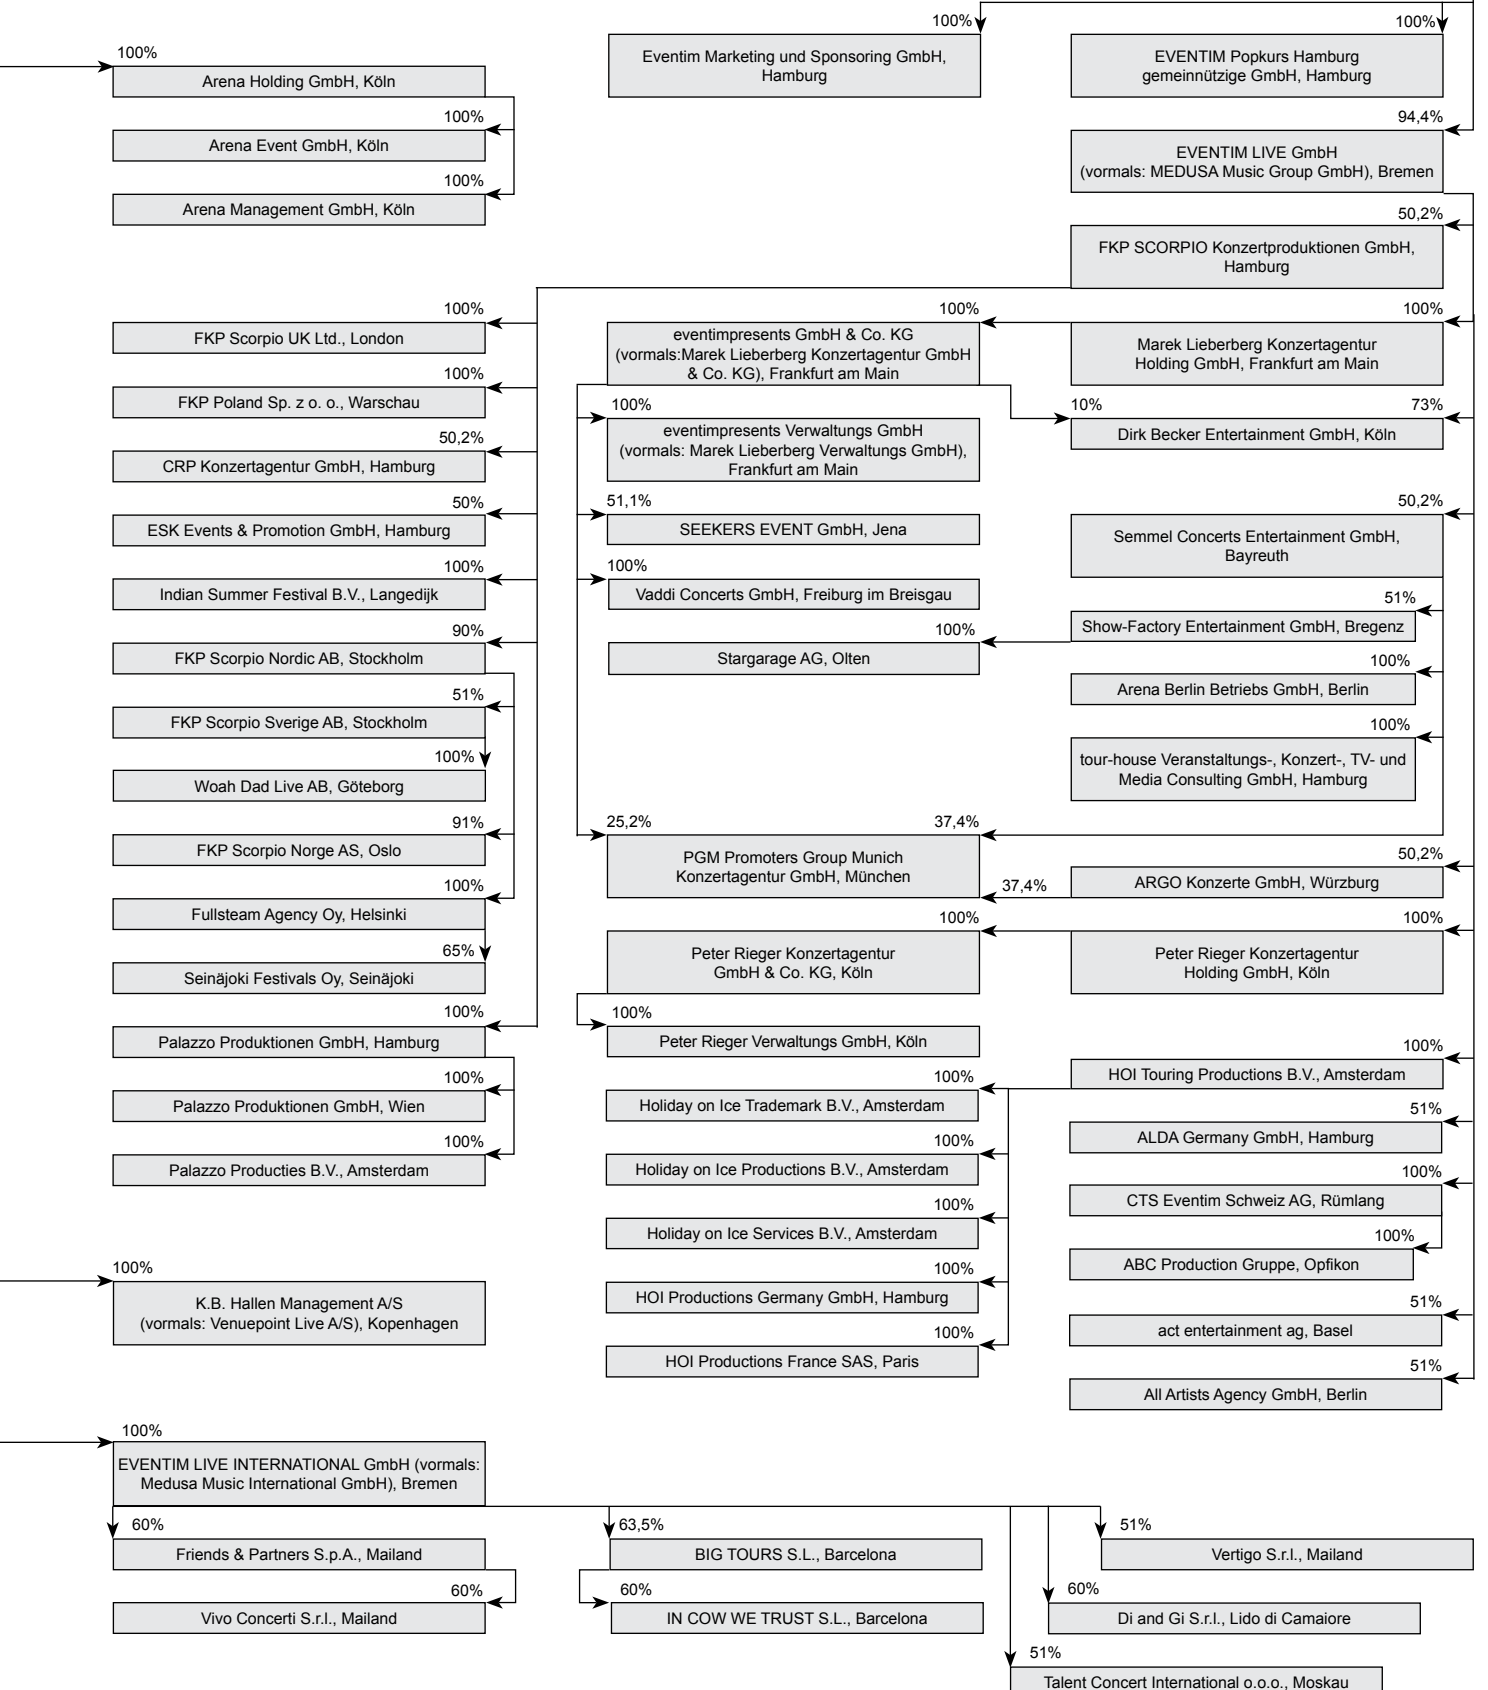 100%
Arena Holding GmbH, Köln
100%
Arena Event GmbH, Köln
100%
Arena Management GmbH, Köln
100%
Eventim Marketing und Sponsoring GmbH,
Hamburg
100%
EVENTIM Popkurs Hamburg
gemeinnützige GmbH, Hamburg
94,4%
EVENTIM LIVE GmbH
(vormals: MEDUSA Music Group GmbH), Bremen
50,2%
FKP SCORPIO Konzertproduktionen GmbH,
Hamburg
100%
FKP Scorpio UK Ltd., London
100%
FKP Poland Sp. z o. o., Warschau
50,2%
CRP Konzertagentur GmbH, Hamburg
50%
ESK Events & Promotion GmbH, Hamburg
100%
Indian Summer Festival B.V., Langedijk
90%
FKP Scorpio Nordic AB, Stockholm
51%
FKP Scorpio Sverige AB, Stockholm
100%
Woah Dad Live AB, Göteborg
91%
FKP Scorpio Norge AS, Oslo
100%
Fullsteam Agency Oy, Helsinki
65%
Seinäjoki Festivals Oy, Seinäjoki
100%
Palazzo Produktionen GmbH, Hamburg
100%
Palazzo Produktionen GmbH, Wien
100%
Palazzo Producties B.V., Amsterdam
100%
eventimpresents GmbH & Co. KG
(vormals:Marek Lieberberg Konzertagentur GmbH
& Co. KG), Frankfurt am Main
100%
eventimpresents Verwaltungs GmbH
(vormals: Marek Lieberberg Verwaltungs GmbH),
Frankfurt am Main
51,1%
SEEKERS EVENT GmbH, Jena
100%
Vaddi Concerts GmbH, Freiburg im Breisgau
100%
Stargarage AG, Olten
25,2%
37,4%
PGM Promoters Group Munich
Konzertagentur GmbH, München
37,4%
100%
Peter Rieger Konzertagentur
GmbH & Co. KG, Köln
100%
Peter Rieger Verwaltungs GmbH, Köln
100%
Holiday on Ice Trademark B.V., Amsterdam
100%
Holiday on Ice Productions B.V., Amsterdam
100%
Holiday on Ice Services B.V., Amsterdam
100%
HOI Productions Germany GmbH, Hamburg
100%
HOI Productions France SAS, Paris
100%
Marek Lieberberg Konzertagentur
Holding GmbH, Frankfurt am Main
10%
73%
Dirk Becker Entertainment GmbH, Köln
50,2%
Semmel Concerts Entertainment GmbH,
Bayreuth
51%
Show-Factory Entertainment GmbH, Bregenz
100%
Arena Berlin Betriebs GmbH, Berlin
100%
tour-house Veranstaltungs-, Konzert-, TV- und
Media Consulting GmbH, Hamburg
50,2%
ARGO Konzerte GmbH, Würzburg
100%
Peter Rieger Konzertagentur
Holding GmbH, Köln
100%
HOI Touring Productions B.V., Amsterdam
51%
ALDA Germany GmbH, Hamburg
100%
CTS Eventim Schweiz AG, Rümlang
100%
ABC Production Gruppe, Opfikon
51%
act entertainment ag, Basel
51%
All Artists Agency GmbH, Berlin
100%
K.B. Hallen Management A/S
(vormals: Venuepoint Live A/S), Kopenhagen
100%
EVENTIM LIVE INTERNATIONAL GmbH (vormals:
Medusa Music International GmbH), Bremen
60%
Friends & Partners S.p.A., Mailand
60%
Vivo Concerti S.r.l., Mailand
63,5%
BIG TOURS S.L., Barcelona
60%
IN COW WE TRUST S.L., Barcelona
51%
Vertigo S.r.l., Mailand
60%
Di and Gi S.r.l., Lido di Camaiore
51%
Talent Concert International o.o.o., Moskau